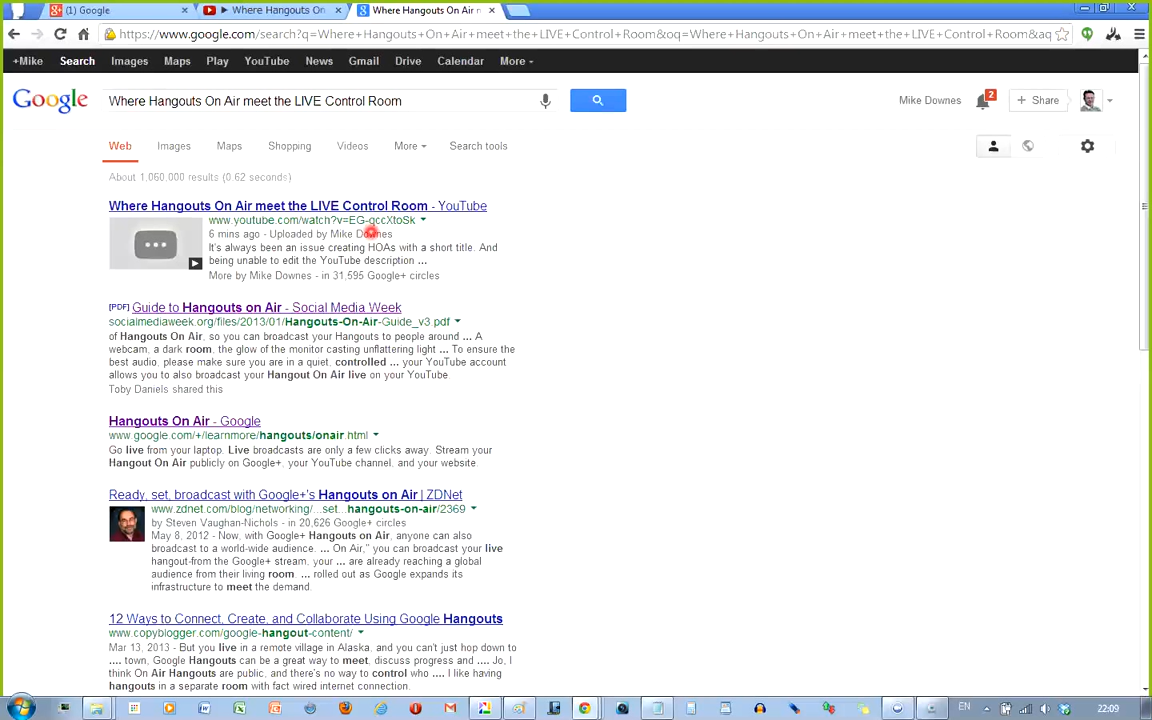 (1) Google
Where Hangouts On
Where Hangouts On Air
https://www.google.com/search?q=Where+Hangouts+On+Air+meet+the+LIVE+Control+Room&oq=Where+Hangouts+On+Air+meet+the+LIVE+Control+Room&aq
+Mike Search Images Maps Play YouTube News Gmail Drive Calendar More
Google
Where Hangouts On Air meet the LIVE Control Room
Mike Downes
2
+ Share
Web Images Maps Shopping Videos More Search tools
About 1,060,000 results (0.62 seconds)
Where Hangouts On Air meet the LIVE Control Room - YouTube
www.youtube.com/watch?v=EG-qccXtoSk
6 mins ago - Uploaded by Mike Downes
It's always been an issue creating HOAs with a short title. And
being unable to edit the YouTube description ...
More by Mike Downes - in 31,595 Google+ circles
[PDF] Guide to Hangouts on Air - Social Media Week
socialmediaweek.org/files/2013/01/Hangouts-On-Air-Guide_v3.pdf
of Hangouts On Air, so you can broadcast your Hangouts to people around ... A
webcam, a dark room, the glow of the monitor casting unflattering light ... To ensure the
best audio, please make sure you are in a quiet, controlled ... your YouTube account
allows you to also broadcast your Hangout On Air live on your YouTube.
Toby Daniels shared this
Hangouts On Air - Google
www.google.com/+/learnmore/hangouts/onair.html
Go live from your laptop. Live broadcasts are only a few clicks away. Stream your
Hangout On Air publicly on Google+, your YouTube channel, and your website.
Ready, set, broadcast with Google+'s Hangouts on Air | ZDNet
www.zdnet.com/blog/networking/...set...hangouts-on-air/2369
by Steven Vaughan-Nichols - in 20,626 Google+ circles
May 8, 2012 - Now, with Google+ Hangouts on Air, anyone can also
broadcast to a world-wide audience. ... On Air," you can broadcast your live
hangout-from the Google+ stream, your ... are already reaching a global
audience from their living room. ... rolled out as Google expands its
infrastructure to meet the demand.
12 Ways to Connect, Create, and Collaborate Using Google Hangouts
www.copyblogger.com/google-hangout-content/
Mar 13, 2013 - But you live in a remote village in Alaska, and you can't just hop down to
.... town, Google Hangouts can be a great way to meet, discuss progress and .... Jo, I
think On Air Hangouts are public, and there's no way to control who .... I like having
hangouts in a separate room with fact wired internet connection.
EN
22:09